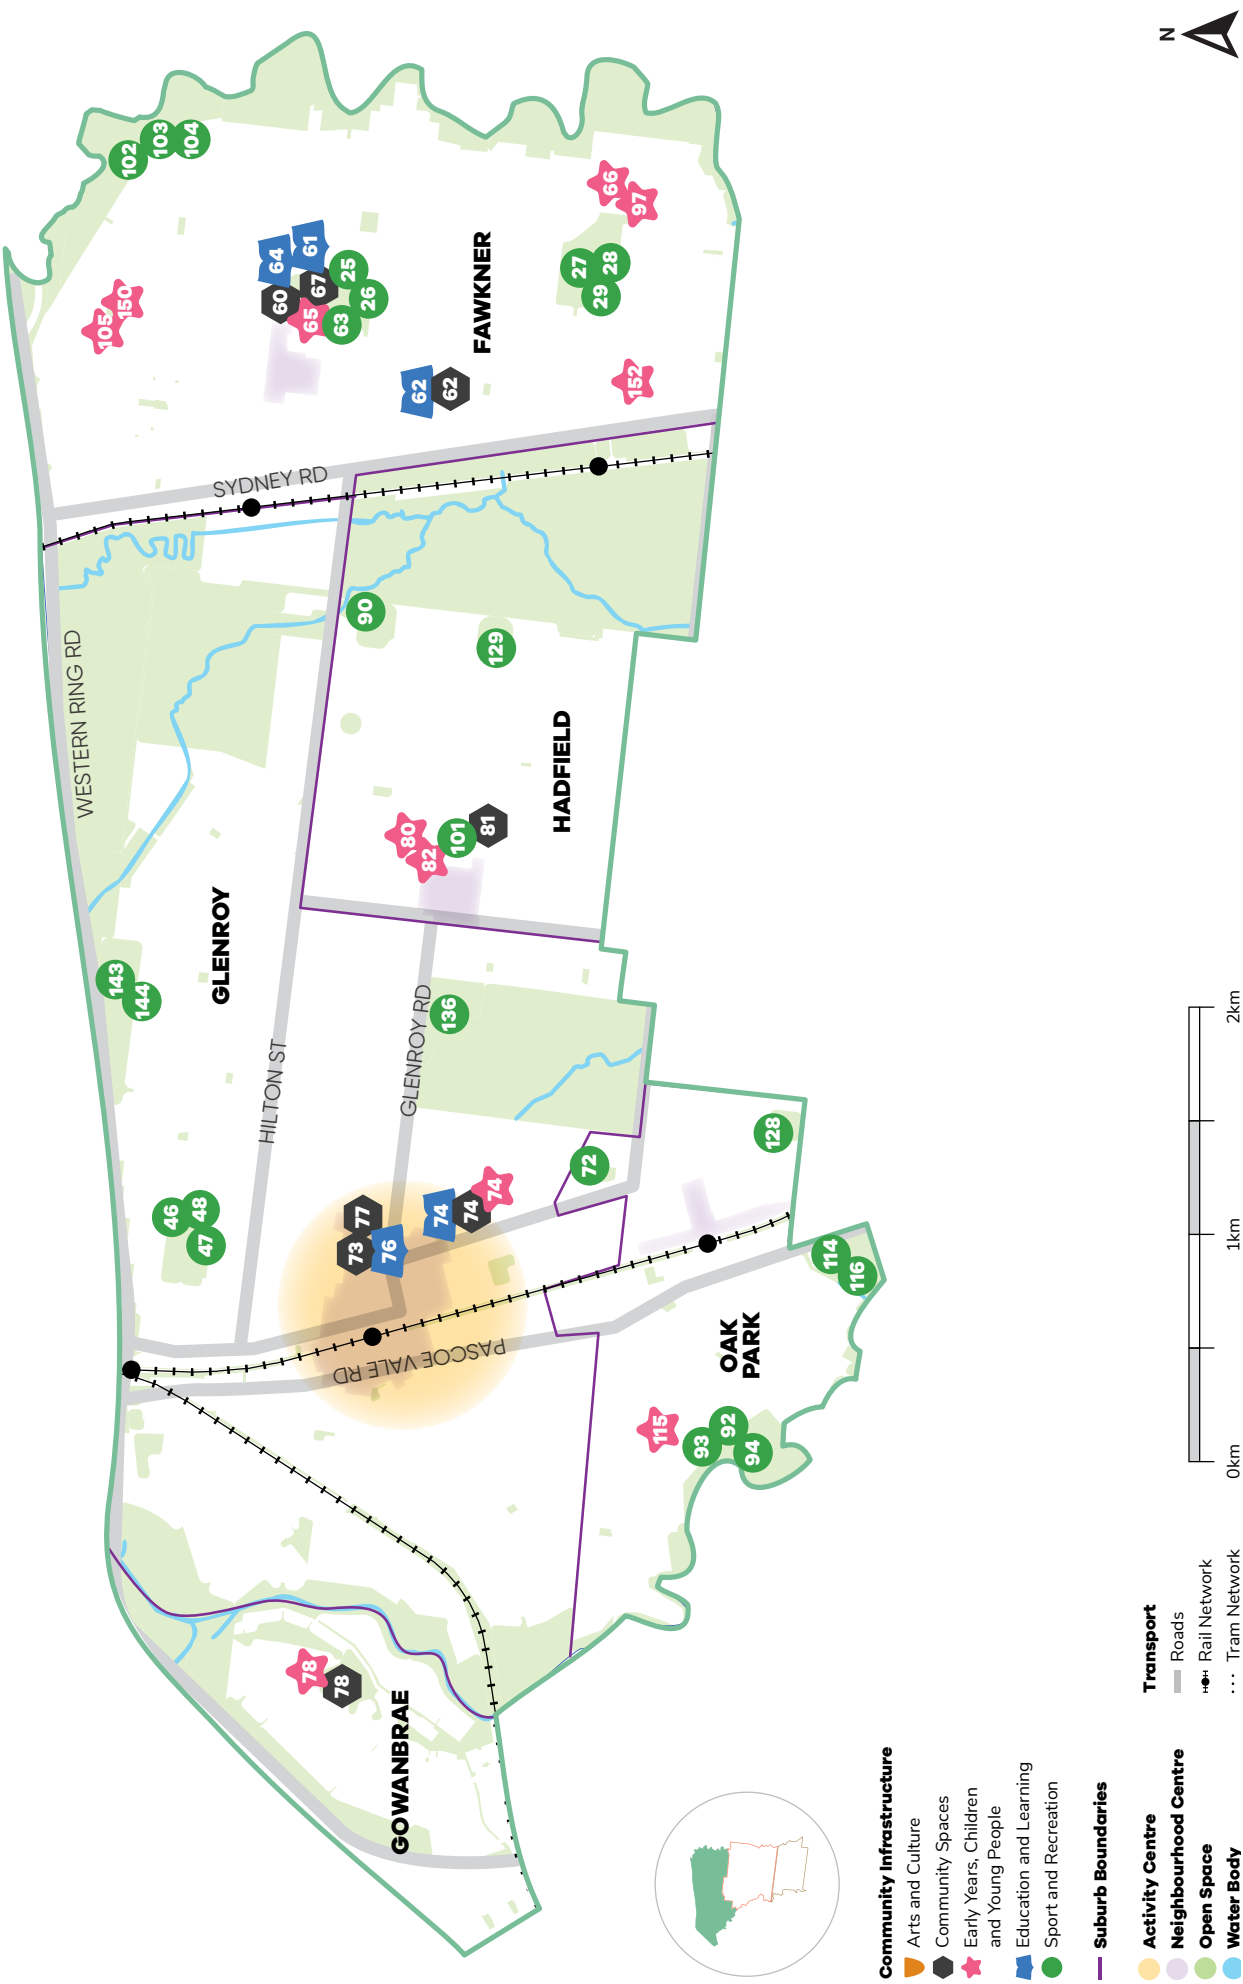 N
102
103
104
105
150
64
61
60
67
25
65
63
26
66
97
27
28
29
FAWKNER
62
62
152
SYDNEY RD
WESTERN RING RD
90
129
HADFIELD
80
82
101
81
GLENROY
143
144
HILTON ST
GLENROY RD
136
46
48
47
77
73
76
74
74
74
72
128
PASCOE VALE RD
114
116
OAK
PARK
115
93
92
94
78
78
GOWANBRAE
Community Infrastructure
Arts and Culture
Community Spaces
Early Years, Children
and Young People
Education and Learning
Sport and Recreation
Suburb Boundaries
Activity Centre
Neighbourhood Centre
Open Space
Water Body
Transport
Roads
Rail Network
Tram Network
0km
1km
2km